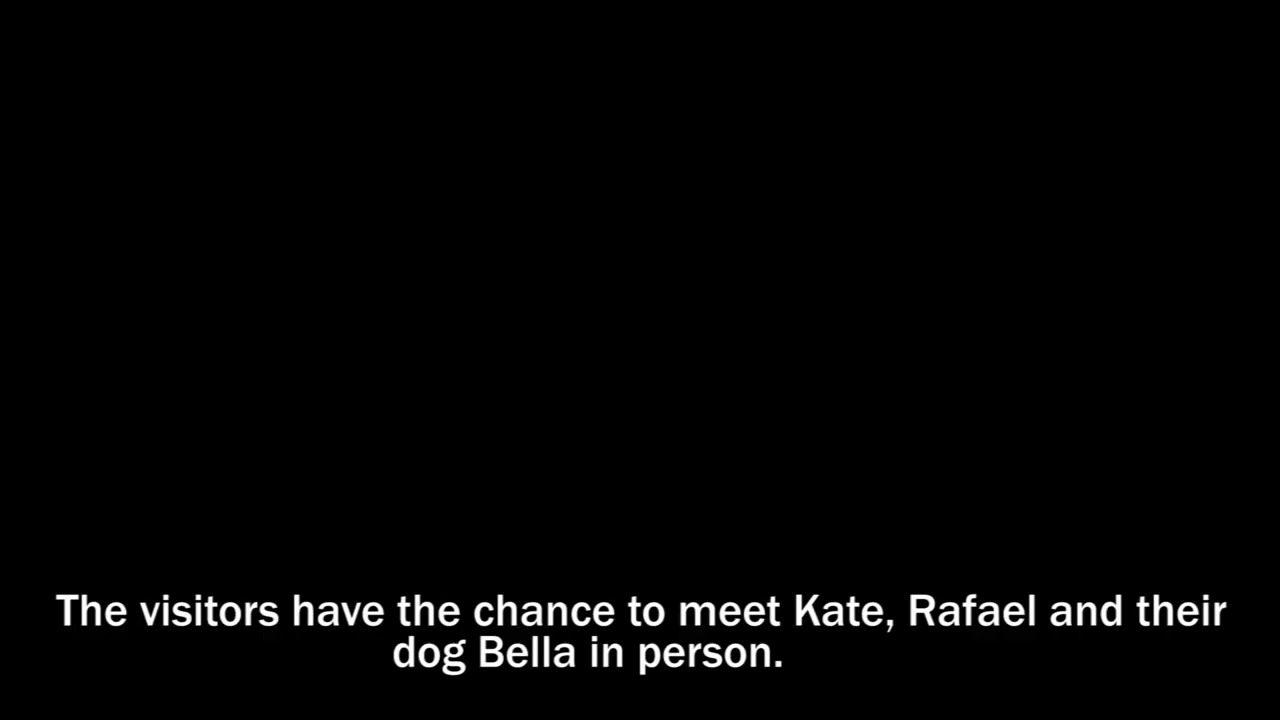 The visitors have the chance to meet Kate, Rafael and their
dog Bella in person.